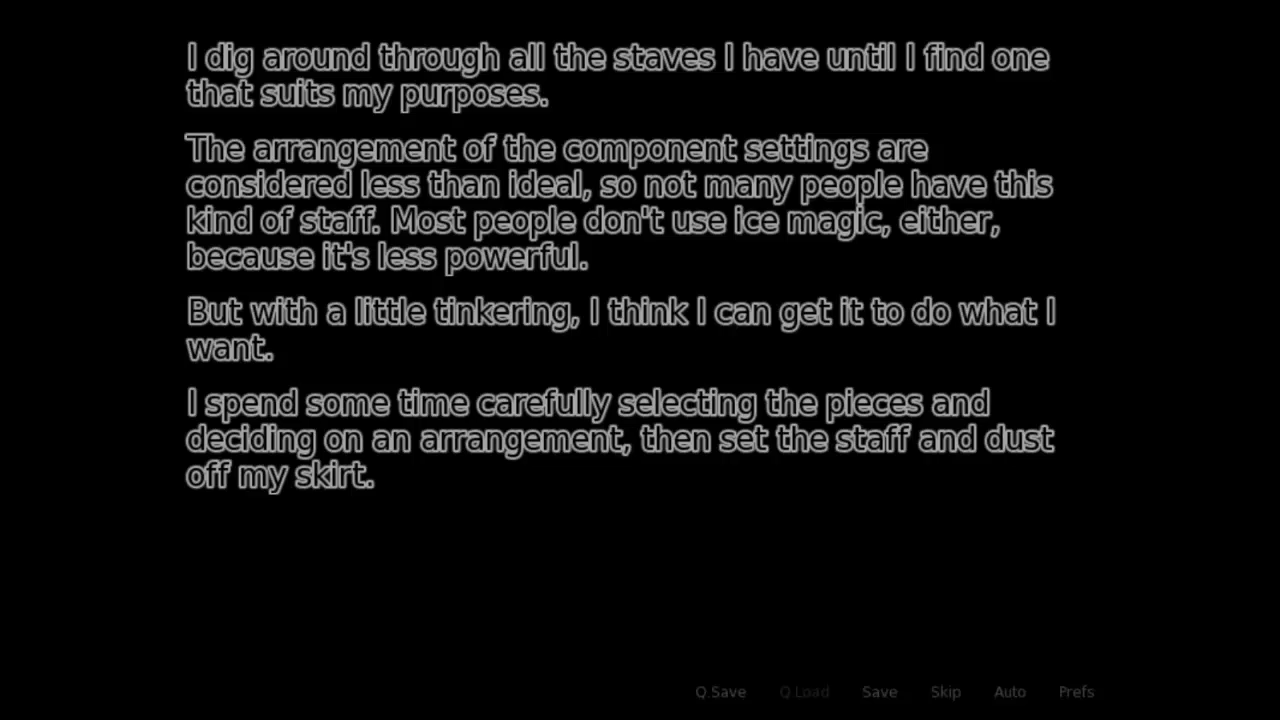 I dig around through all the staves I have until I find one
that suits my purposes.
The arrangement of the component settings are
considered less than ideal, so not many people have this
kind of staff. Most people don't use ice magic, either,
because it's less powerful.
But with a little tinkering, I think I can get it to do what I
want.
I spend some time carefully selecting the pieces and
deciding on an arrangement, then set the staff and dust
off my skirt.
Q.Save Q.Load Save Skip Auto Prefs